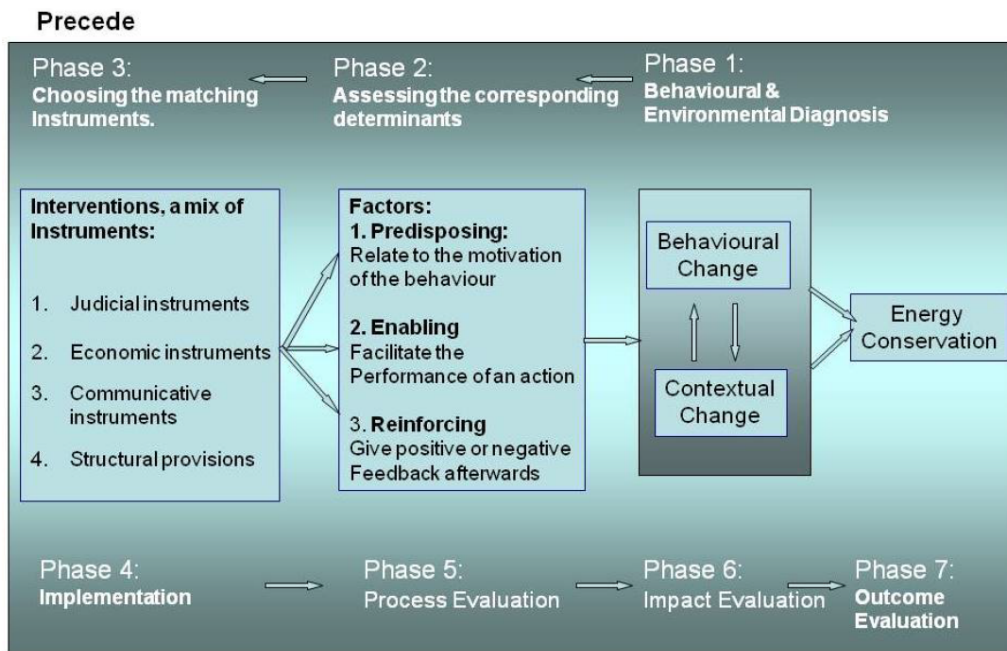 Precede
Phase 3:
Choosing the matching
Instruments.
Phase 2:
Assessing the corresponding
determinants
Phase 1:
Behavioural &
Environmental Diagnosis
Interventions, a mix of
Instruments:
1. Judicial instruments
2. Economic instruments
3. Communicative
instruments
4. Structural provisions
Factors:
1. Predisposing:
Relate to the motivation
of the behaviour
2. Enabling
Facilitate the
Performance of an action
3. Reinforcing
Give positive or negative
Feedback afterwards
Behavioural
Change
Contextual
Change
Energy
Conservation
Phase 4:
Implementation
Phase 5:
Process Evaluation
Phase 6:
Impact Evaluation
Phase 7:
Outcome
Evaluation